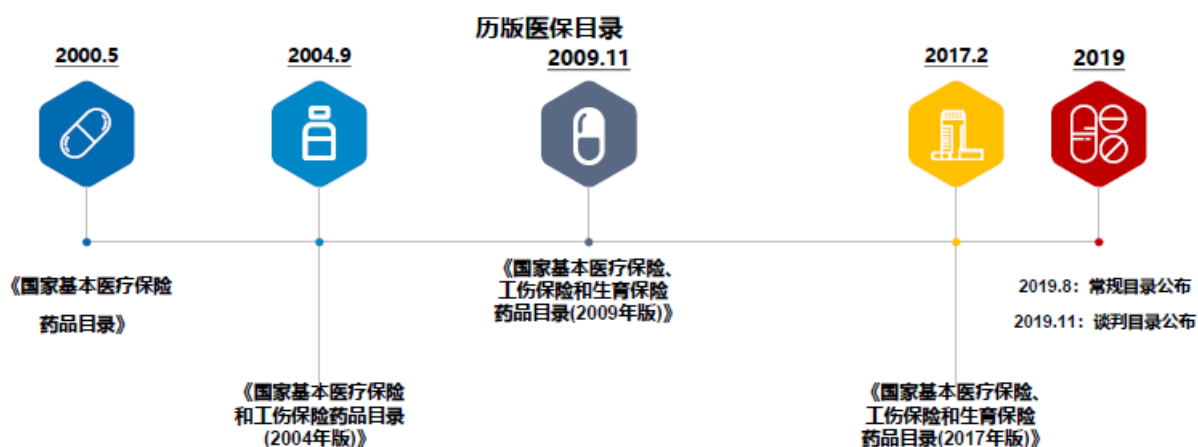 历版医保目录
2000.5
2004.9
2009.11
2017.2
2019
《国家基本医疗保险
药品目录》
《国家基本医疗保险
和工伤保险药品目录
(2004年版)》
《国家基本医疗保险、
工伤保险和生育保险
药品目录(2009年版)》
《国家基本医疗保险、
工伤保险和生育保险
药品目录(2017年版)》
2019.8：常规目录公布
2019.11：谈判目录公布